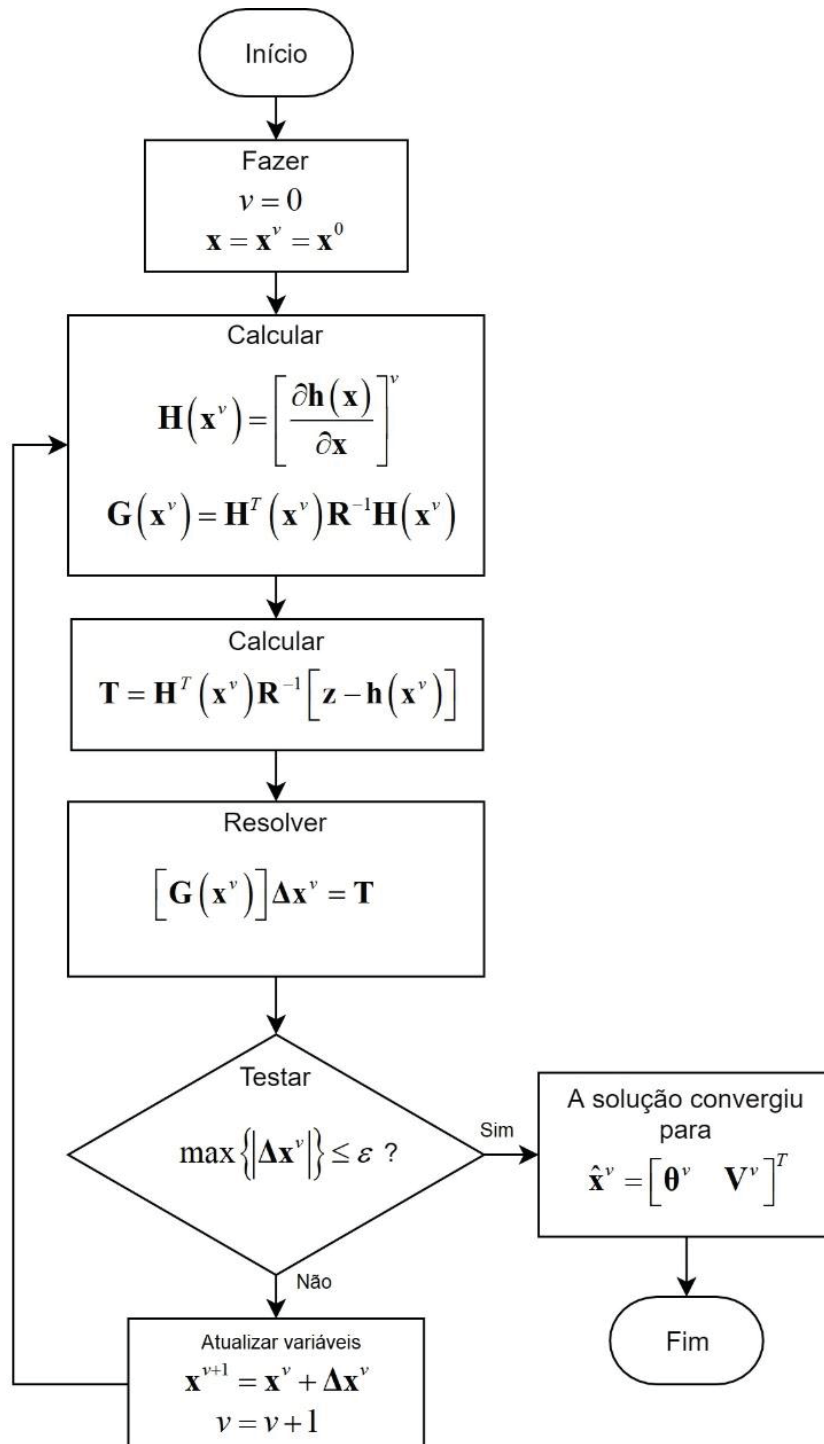 Início
Fazer
v = 0
x = x^v = x^0
Calcular
H(x^v) = [∂h(x)/∂x]^v
G(x^v) = H^T(x^v)R^{-1}H(x^v)
Calcular
T = H^T(x^v)R^{-1}[z − h(x^v)]
Resolver
[G(x^v)]Δx^v = T
Testar
max{|Δx^v|} ≤ ε ?
Sim
A solução convergiu
para
x̂^v = [θ^v V^v]^T
Fim
Não
Atualizar variáveis
x^{v+1} = x^v + Δx^v
v = v+1